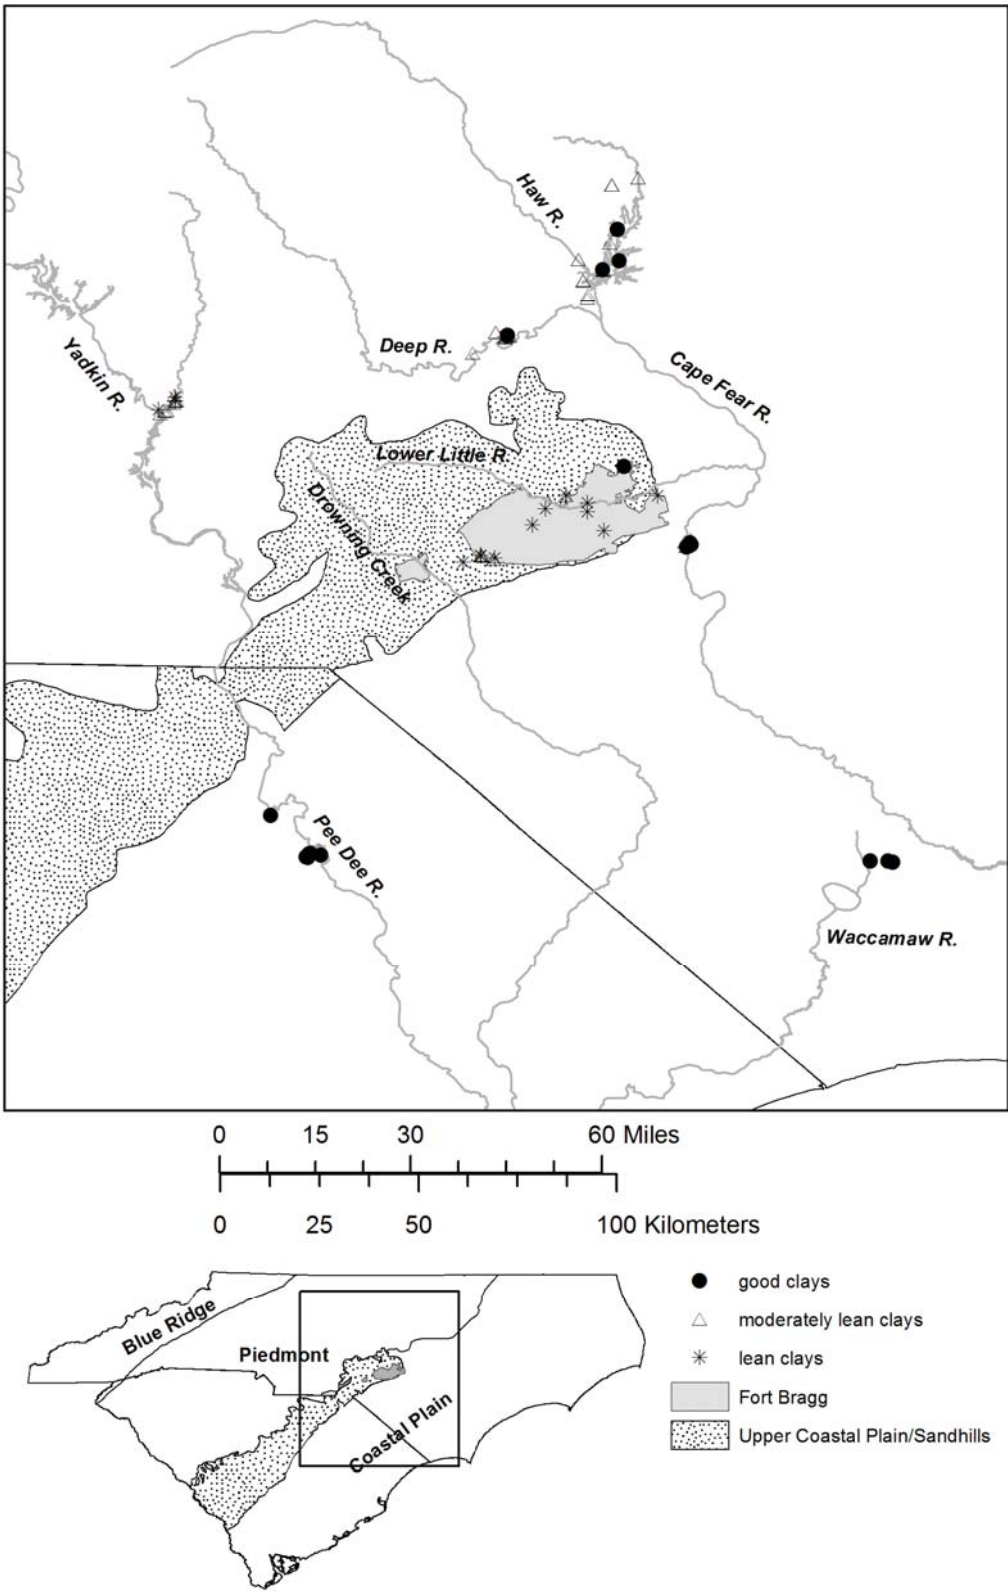 Haw R.
Deep R.
Yadkin R.
Cape Fear R.
Lower Little R.
Drowning Creek
Pee Dee R.
Waccamaw R.
0 15 30 60 Miles
0 25 50 100 Kilometers
Blue Ridge
Piedmont
Coastal Plain
good clays
moderately lean clays
lean clays
Fort Bragg
Upper Coastal Plain/Sandhills